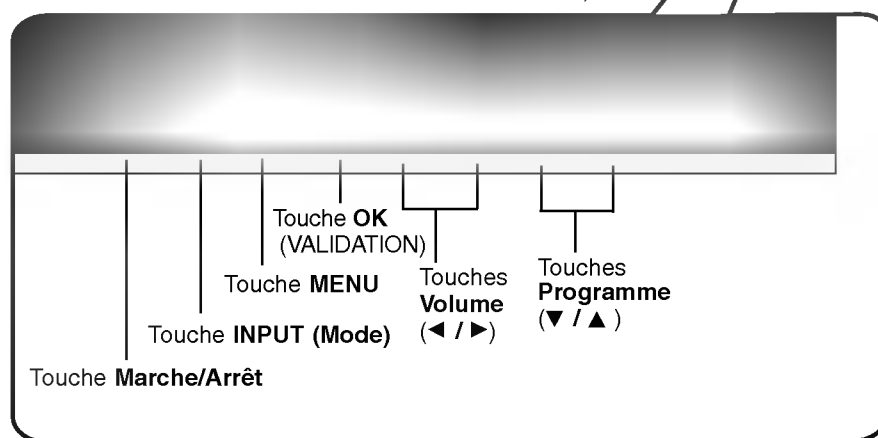 Touche OK
(VALIDATION)
Touche MENU
Touche INPUT (Mode)
Touche Marche/Arrêt
Touches
Volume
(◄ / ►)
Touches
Programme
(▼ / ▲ )